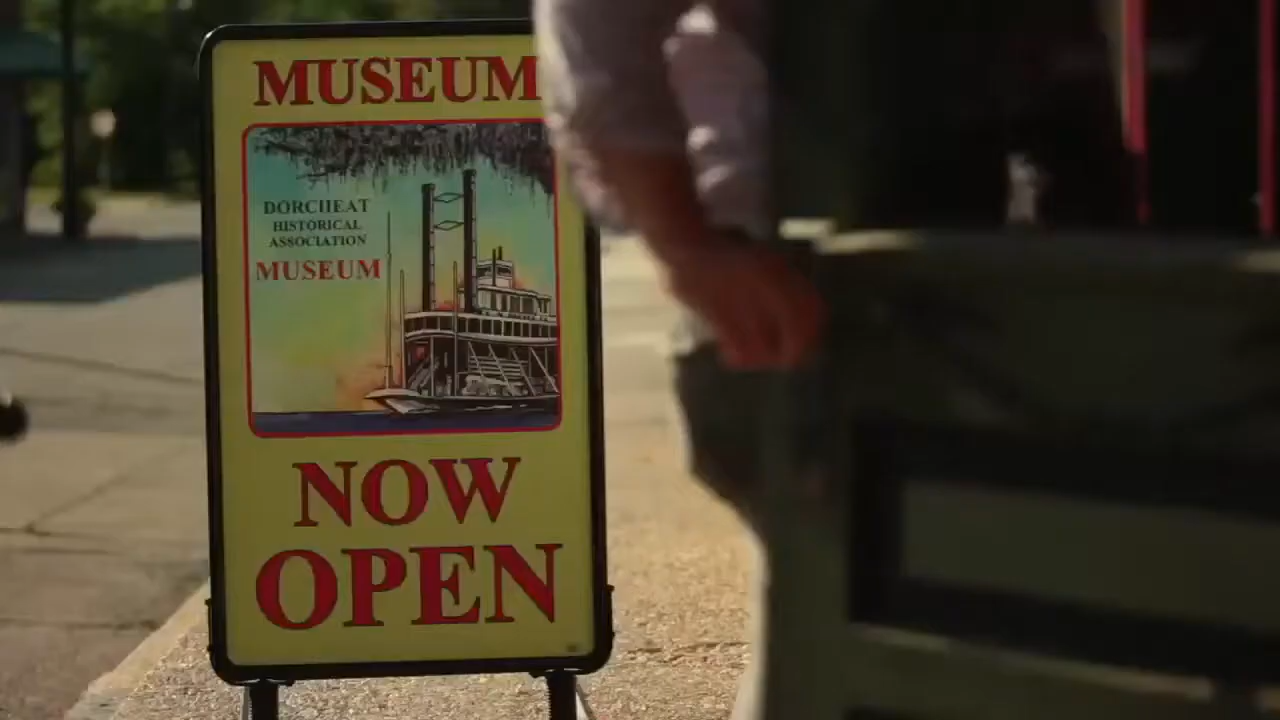 MUSEUM
DORCHEAT
HISTORICAL
ASSOCIATION
MUSEUM
NOW
OPEN